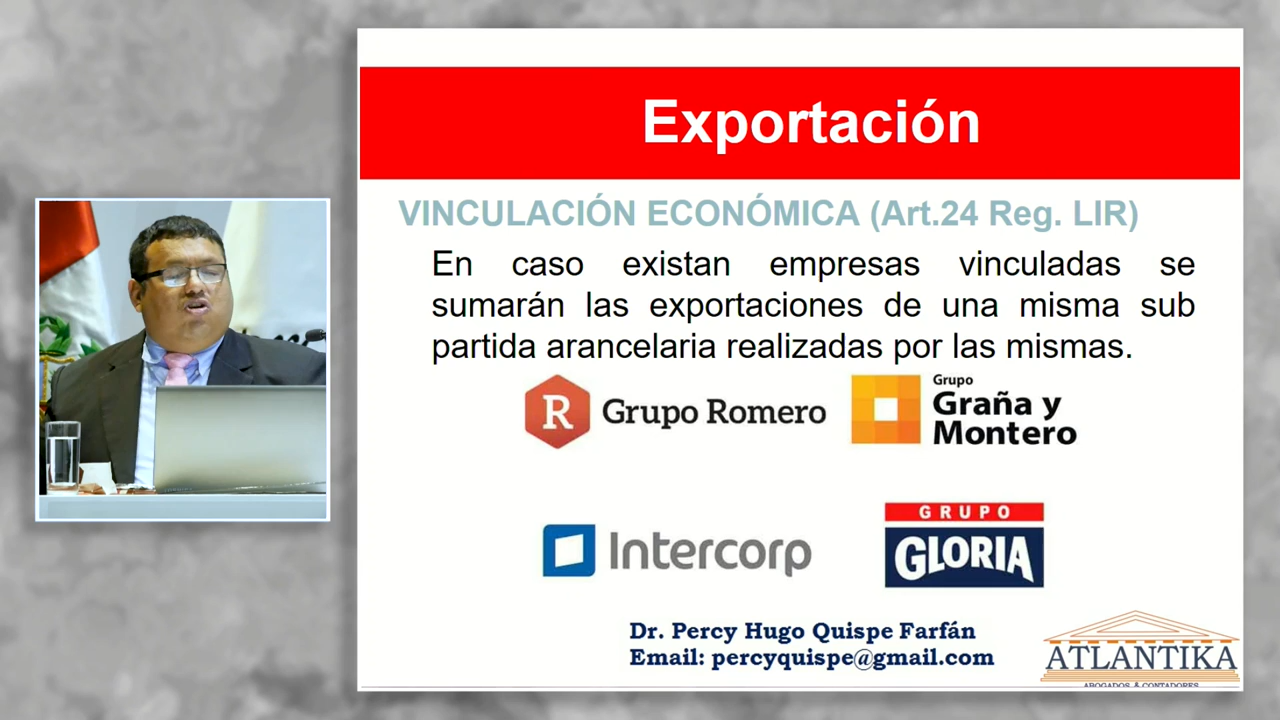 Exportación
VINCULACIÓN ECONÓMICA (Art.24 Reg. LIR)
En caso existan empresas vinculadas se
sumarán las exportaciones de una misma sub
partida arancelaria realizadas por las mismas.
R Grupo Romero
Grupo
Graña y
Montero
Intercorp
GRUPO
GLORIA
Dr. Percy Hugo Quispe Farfán
Email: percyquispe@gmail.com
ATLANTIKA
ABOGADOS & CONTADORES